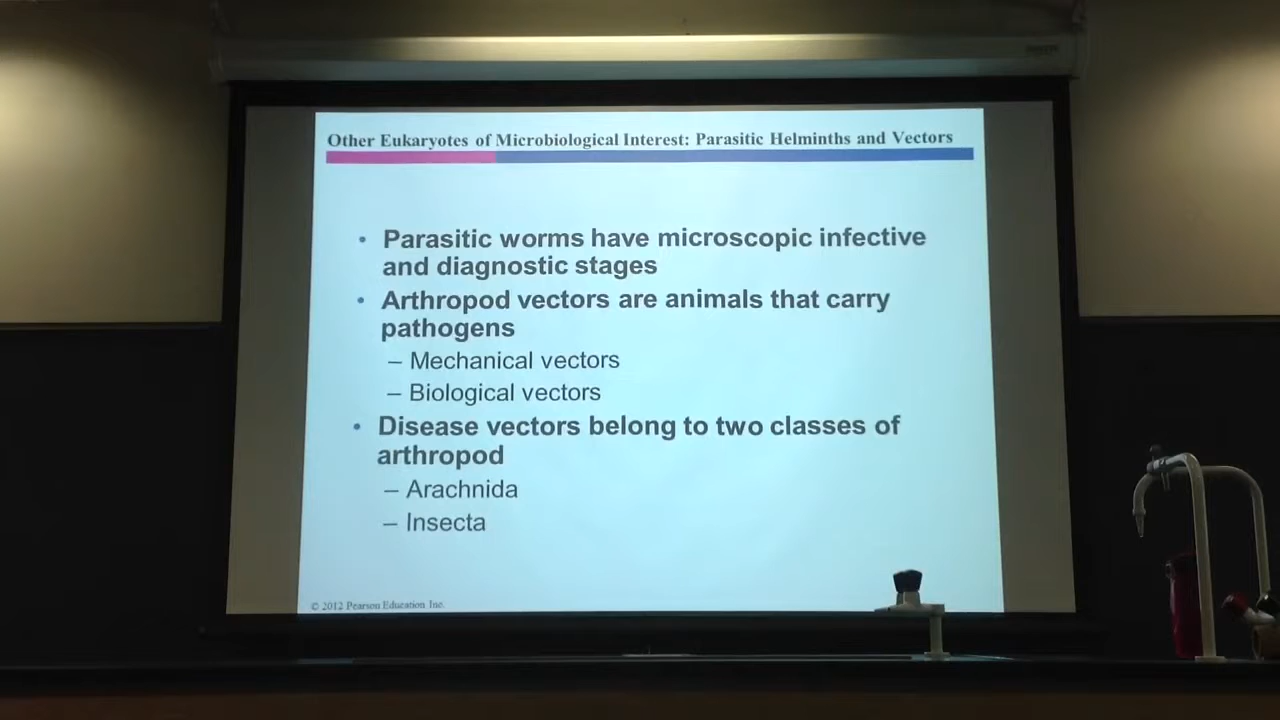 Other Eukaryotes of Microbiological Interest: Parasitic Helminths and Vectors
• Parasitic worms have microscopic infective
and diagnostic stages
• Arthropod vectors are animals that carry
pathogens
– Mechanical vectors
– Biological vectors
• Disease vectors belong to two classes of
arthropod
– Arachnida
– Insecta
© 2012 Pearson Education Inc.